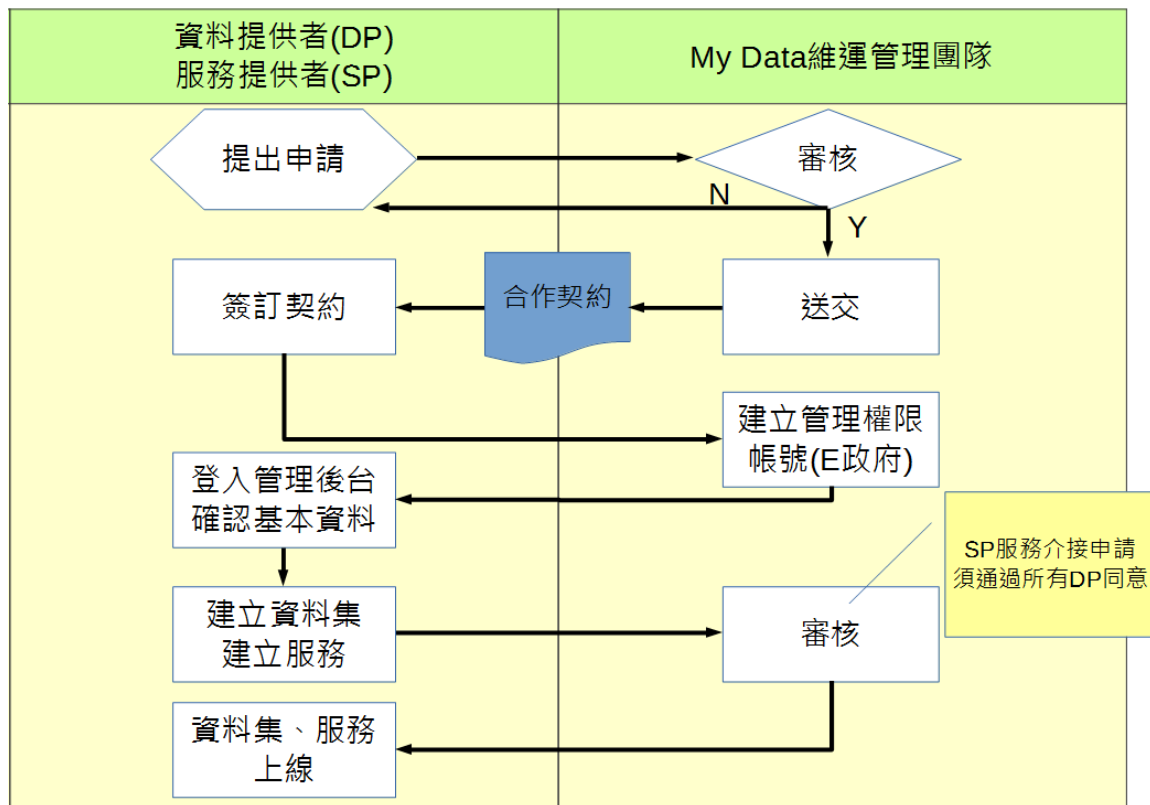 資料提供者(DP)
服務提供者(SP)
My Data維運管理團隊
提出申請
審核
N
Y
簽訂契約
合作契約
送交
建立管理權限
帳號(E政府)
登入管理後台
確認基本資料
SP服務介接申請
須通過所有DP同意
建立資料集
建立服務
審核
資料集、服務
上線